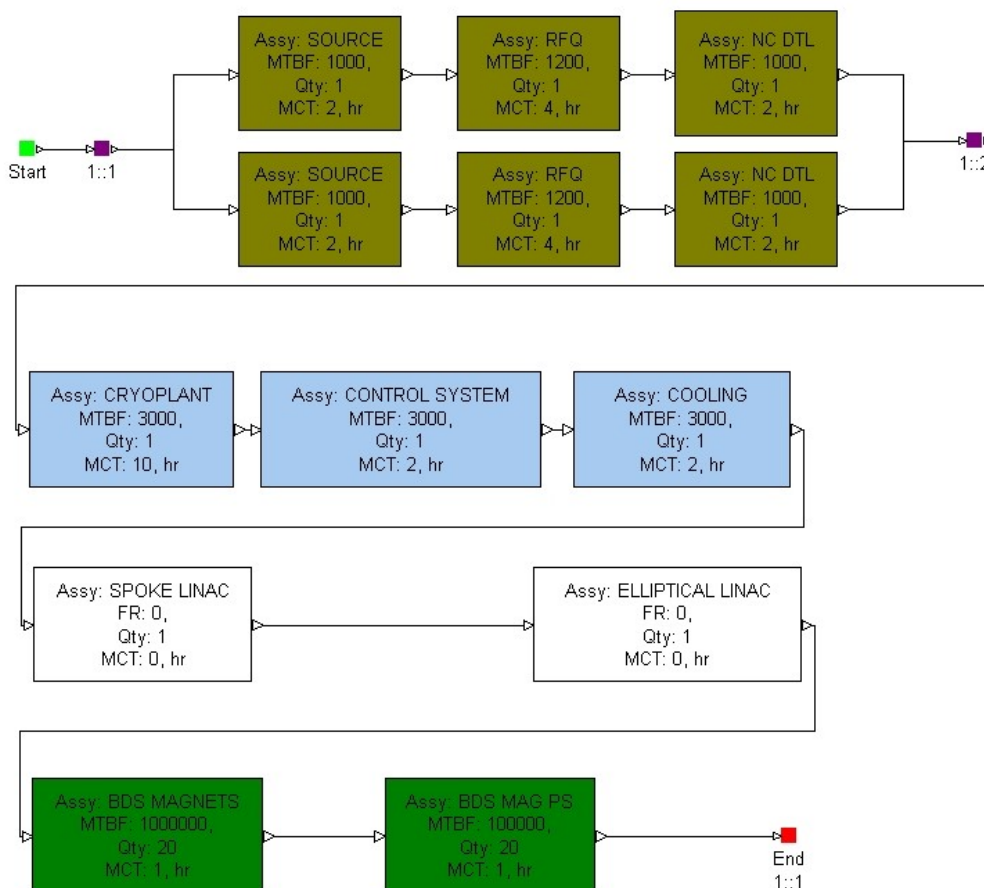 Assy: SOURCE
MTBF: 1000,
Qty: 1
MCT: 2, hr
Assy: RFQ
MTBF: 1200,
Qty: 1
MCT: 4, hr
Assy: NC DTL
MTBF: 1000,
Qty: 1
MCT: 2, hr
Start
1::1
1::2
Assy: SOURCE
MTBF: 1000,
Qty: 1
MCT: 2, hr
Assy: RFQ
MTBF: 1200,
Qty: 1
MCT: 4, hr
Assy: NC DTL
MTBF: 1000,
Qty: 1
MCT: 2, hr
Assy: CRYOPLANT
MTBF: 3000,
Qty: 1
MCT: 10, hr
Assy: CONTROL SYSTEM
MTBF: 3000,
Qty: 1
MCT: 2, hr
Assy: COOLING
MTBF: 3000,
Qty: 1
MCT: 2, hr
Assy: SPOKE LINAC
FR: 0,
Qty: 1
MCT: 0, hr
Assy: ELLIPTICAL LINAC
FR: 0,
Qty: 1
MCT: 0, hr
Assy: BDS MAGNETS
MTBF: 1000000,
Qty: 20
MCT: 1, hr
Assy: BDS MAG PS
MTBF: 100000,
Qty: 20
MCT: 1, hr
End
1::1